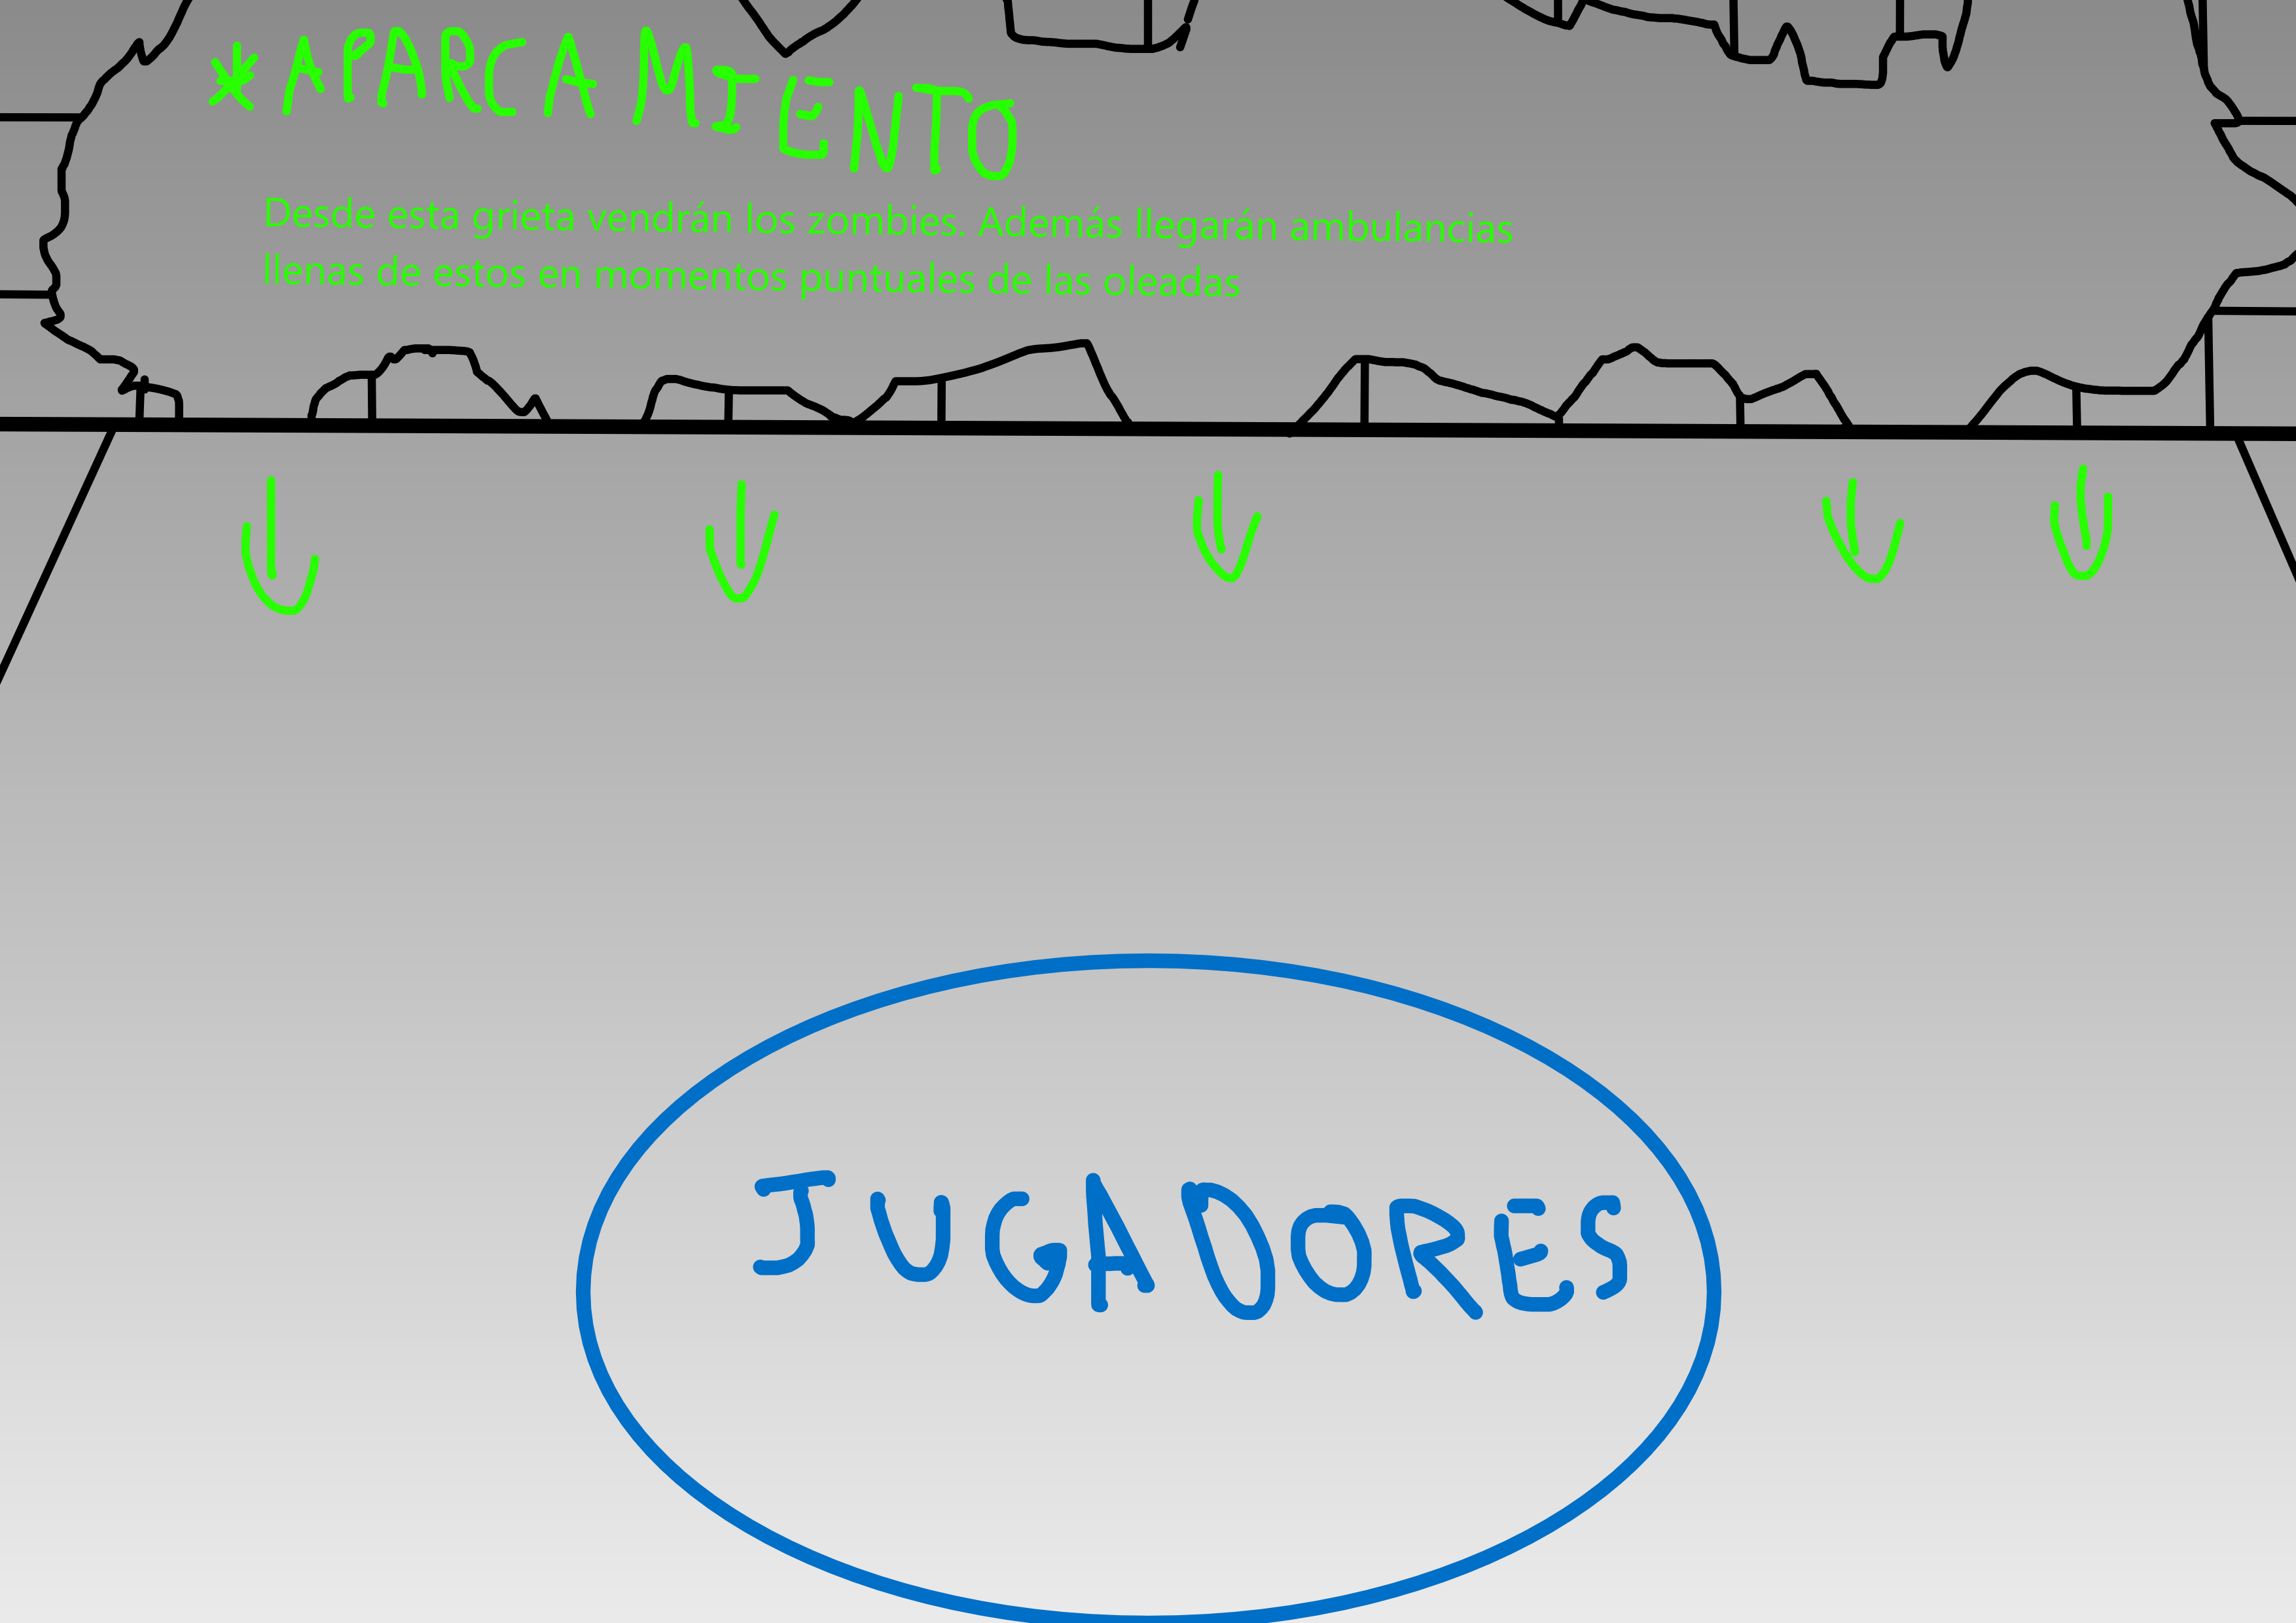 * APARCAMIENTO
Desde esta grieta vendrán los zombies. Además llegarán ambulancias
llenas de estos en momentos puntuales de las oleadas
JUGADORES